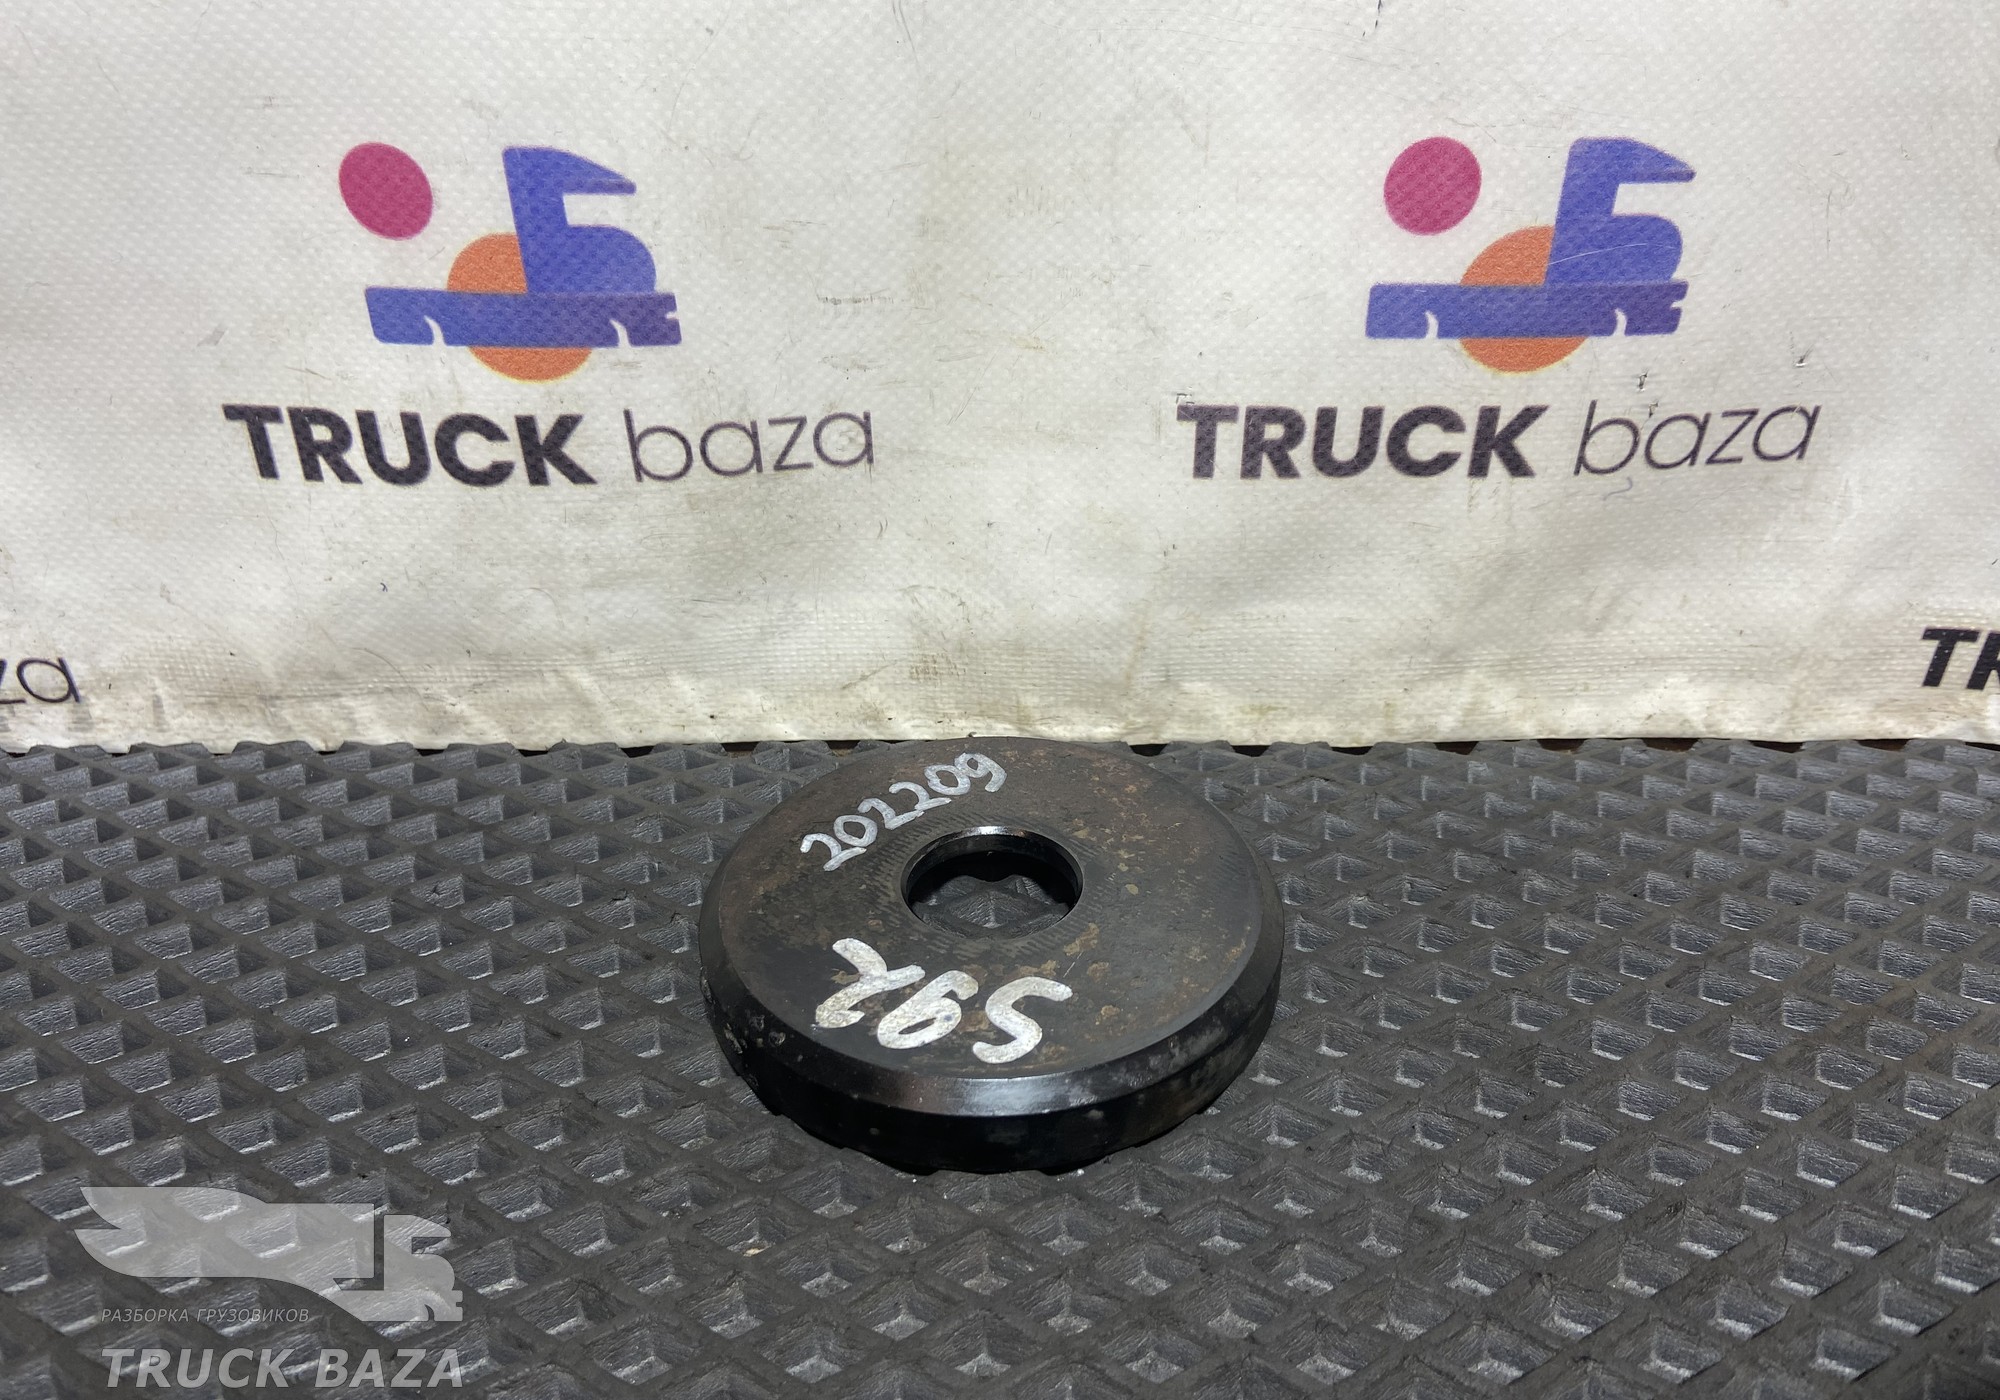 TRUCK baza
TRUCK baza
za
TR
202209
592
РАЗБОРКА ГРУЗОВИКОВ
TRUCK BAZA